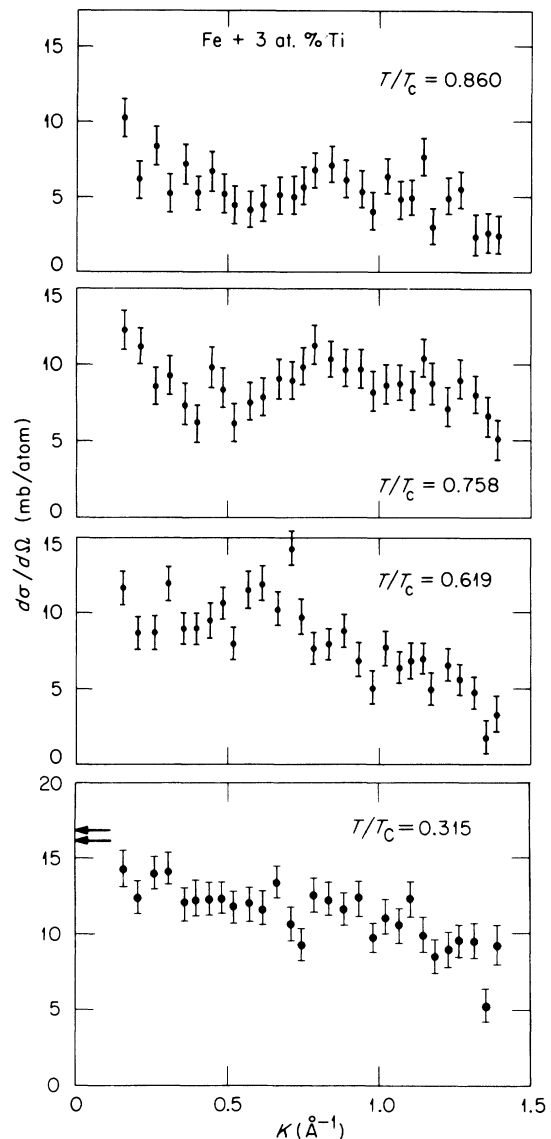 Fe + 3 at. % Ti
T/Tc = 0.860
15
10
5
0
T/Tc = 0.758
15
10
5
0
dσ/dΩ (mb/atom)
T/Tc = 0.619
15
10
5
0
T/TC = 0.315
20
15
10
5
0
0 0.5 1.0 1.5
K (Å⁻¹)